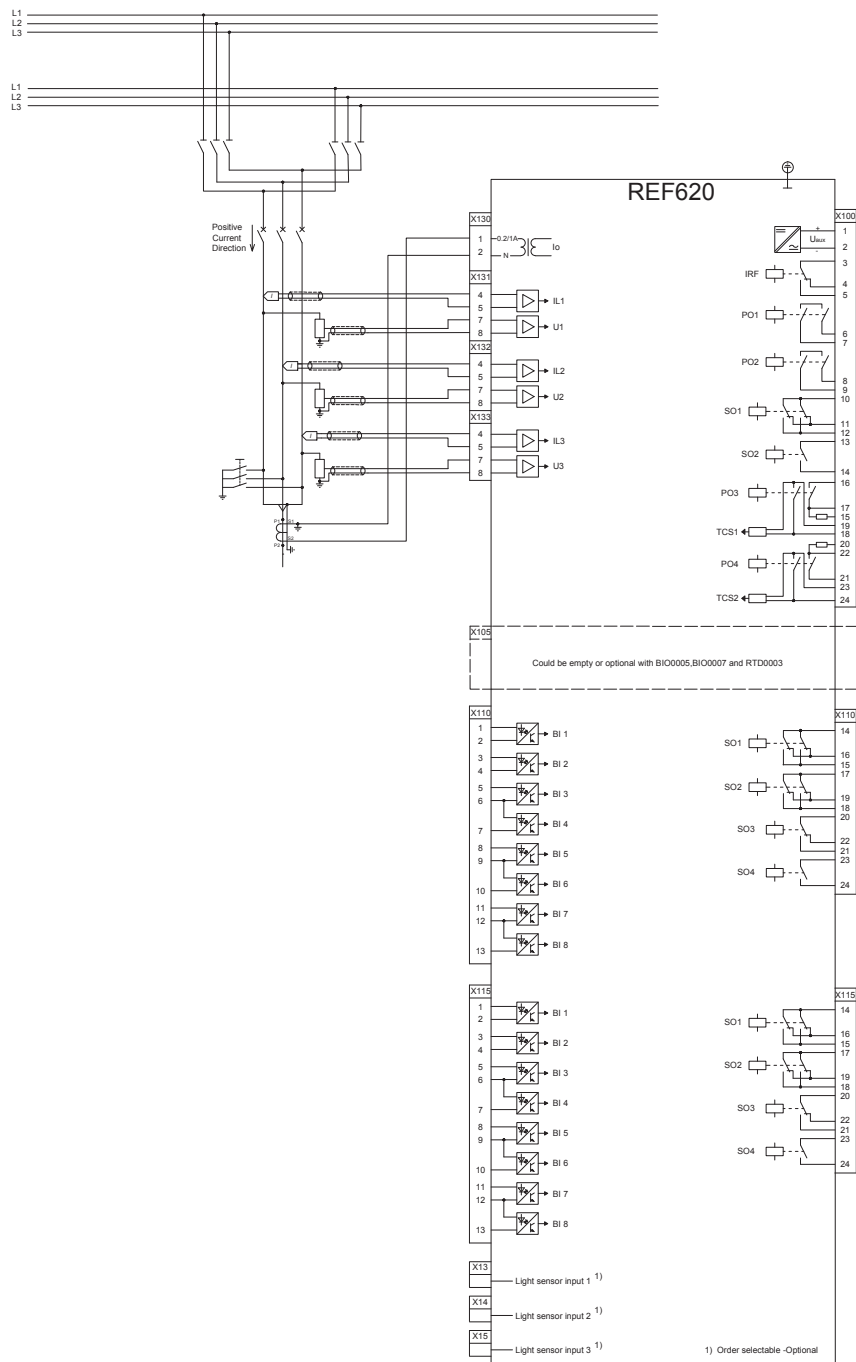 L1
L2
L3
L1
L2
L3
REF620
Positive
Current
Direction
X130
1
2
0.2/1A
N
Io
X131
4
5
7
8
IL1
U1
X132
4
5
7
8
IL2
U2
X133
4
5
7
8
IL3
U3
I
I
I
P1
S1
S2
P2
X100
1
2
+
Uaux
-
IRF
3
4
5
PO1
6
7
PO2
8
9
SO1
10
11
12
SO2
13
14
PO3
16
17
15
19
TCS1
18
20
PO4
22
21
23
TCS2
24
X105
Could be empty or optional with BIO0005,BIO0007 and RTD0003
X110
1
2
BI 1
3
4
BI 2
5
6
BI 3
7
BI 4
8
9
BI 5
10
BI 6
11
12
BI 7
13
BI 8
X110
SO1
14
16
15
SO2
17
19
18
SO3
20
22
21
SO4
23
24
X115
1
2
BI 1
3
4
BI 2
5
6
BI 3
7
BI 4
8
9
BI 5
10
BI 6
11
12
BI 7
13
BI 8
X115
SO1
14
16
15
SO2
17
19
18
SO3
20
22
21
SO4
23
24
X13
Light sensor input 1 1)
X14
Light sensor input 2 1)
X15
Light sensor input 3 1)
1) Order selectable -Optional